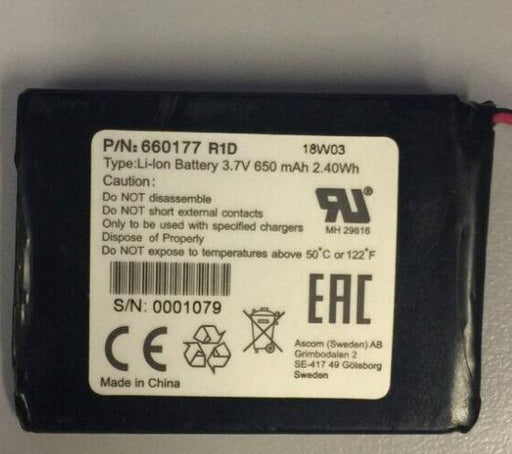 P/N: 660177 R1D 18W03
Type:Li-Ion Battery 3.7V 650 mAh 2.40Wh
Caution:
Do NOT disassemble
Do NOT short external contacts
Only to be used with specified chargers
Dispose of Properly
Do NOT expose to temperatures above 50°C or 122°F
RU®
MH 29816
S/N: 0001079
EAC
CE
Ascom (Sweden) AB
Grimbodalen 2
SE-417 49 Göteborg
Sweden
Made in China